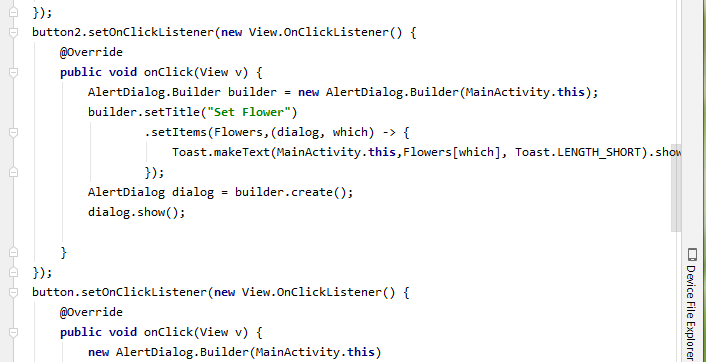 });
button2.setOnClickListener(new View.OnClickListener() {
    @Override
    public void onClick(View v) {
        AlertDialog.Builder builder = new AlertDialog.Builder(MainActivity.this);
        builder.setTitle("Set Flower")
                .setItems(Flowers,(dialog, which) -> {
                    Toast.makeText(MainActivity.this,Flowers[which], Toast.LENGTH_SHORT).show
                });
        AlertDialog dialog = builder.create();
        dialog.show();
    }
});
button.setOnClickListener(new View.OnClickListener() {
    @Override
    public void onClick(View v) {
        new AlertDialog.Builder(MainActivity.this)
Device File Explorer